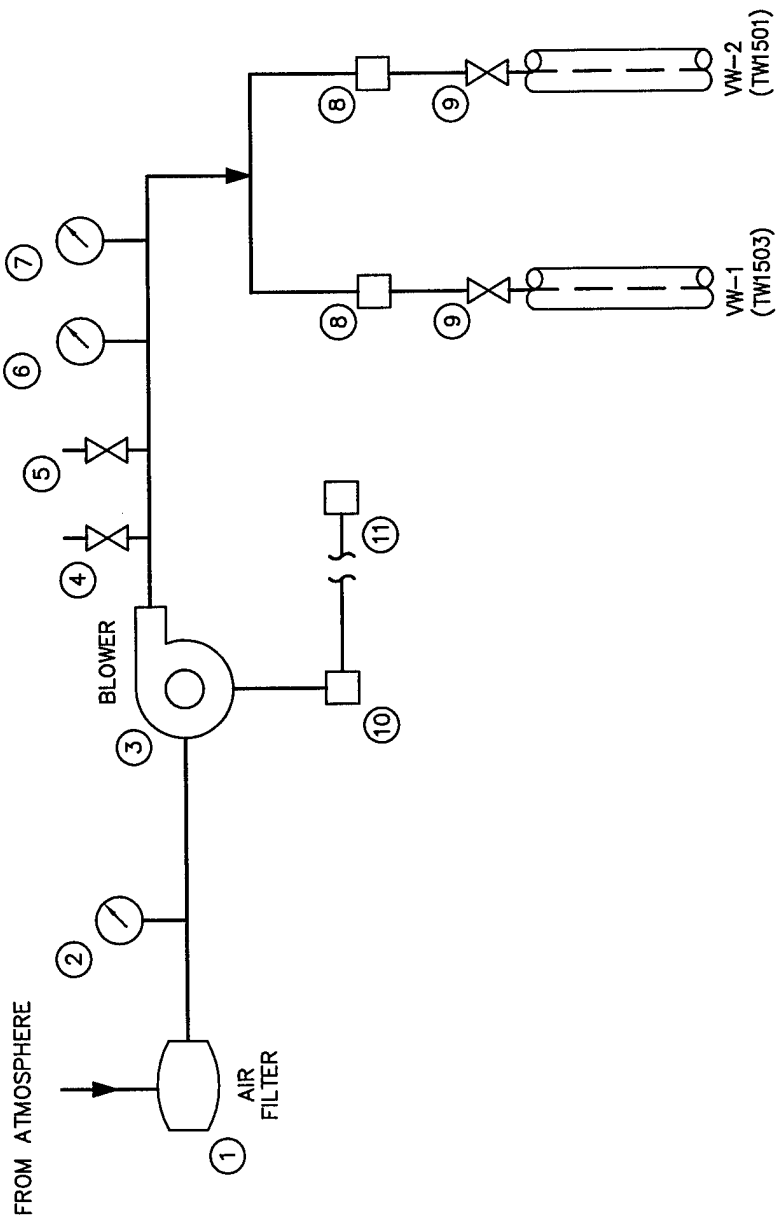 FROM ATMOSPHERE
1
AIR
FILTER
2
3
BLOWER
4
5
6
7
8
9
VW-1
(TW1503)
8
9
VW-2
(TW1501)
10
11